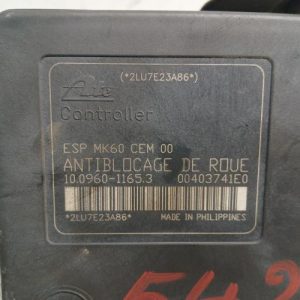 (*2LU7E23A86*)
Ate
Controller
ESP MK60 CEM 00
ANTIBLOCAGE DE ROUE
10.0960-1165.3 00403741E0
*2LU7E23A86*
MADE IN PHILIPPINES
542